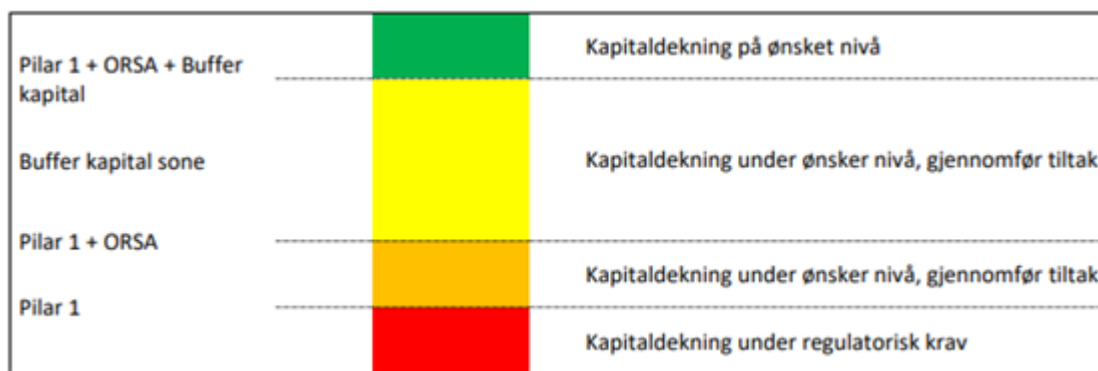 Kapitaldekning på ønsket nivå
Pilar 1 + ORSA + Buffer
kapital
Buffer kapital sone
Kapitaldekning under ønsker nivå, gjennomfør tiltak
Pilar 1 + ORSA
Kapitaldekning under ønsker nivå, gjennomfør tiltak
Pilar 1
Kapitaldekning under regulatorisk krav